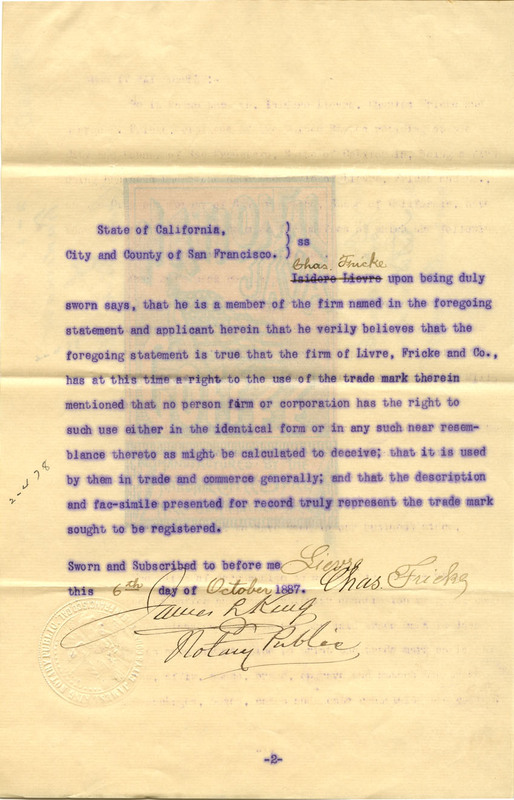 State of California,
City and County of San Francisco. } ss
Chas. Fricke
Isidore Lievre upon being duly
sworn says, that he is a member of the firm named in the foregoing
statement and applicant herein that he verily believes that the
foregoing statement is true that the firm of Livre, Fricke and Co.,
has at this time a right to the use of the trade mark therein
mentioned that no person firm or corporation has the right to
such use either in the identical form or in any such near resem-
blance thereto as might be calculated to deceive; that it is used
by them in trade and commerce generally; and that the description
and fac-simile presented for record truly represent the trade mark
sought to be registered.
Sworn and Subscribed to before me Lievre
this 6th day of October 1887. Chas. Fricke
James L. King
Notary Public
-2-